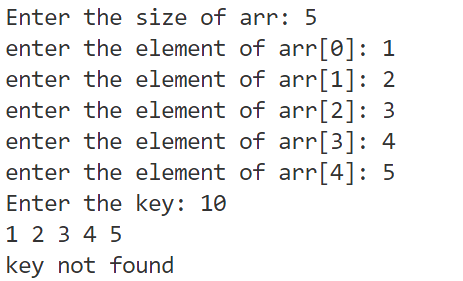 Enter the size of arr: 5
enter the element of arr[0]: 1
enter the element of arr[1]: 2
enter the element of arr[2]: 3
enter the element of arr[3]: 4
enter the element of arr[4]: 5
Enter the key: 10
1 2 3 4 5
key not found